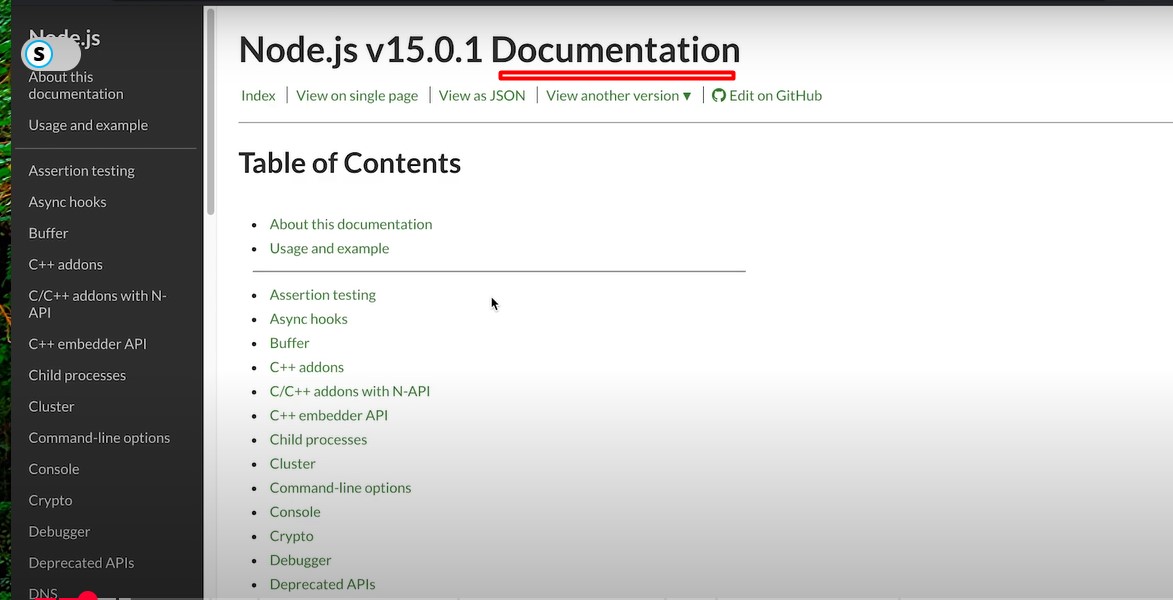 Node.js
S
About this
documentation
Usage and example
Assertion testing
Async hooks
Buffer
C++ addons
C/C++ addons with N-
API
C++ embedder API
Child processes
Cluster
Command-line options
Console
Crypto
Debugger
Deprecated APIs
DNS
Node.js v15.0.1 Documentation
Index | View on single page | View as JSON | View another version ▼ | Edit on GitHub
Table of Contents
• About this documentation
• Usage and example
• Assertion testing
• Async hooks
• Buffer
• C++ addons
• C/C++ addons with N-API
• C++ embedder API
• Child processes
• Cluster
• Command-line options
• Console
• Crypto
• Debugger
• Deprecated APIs